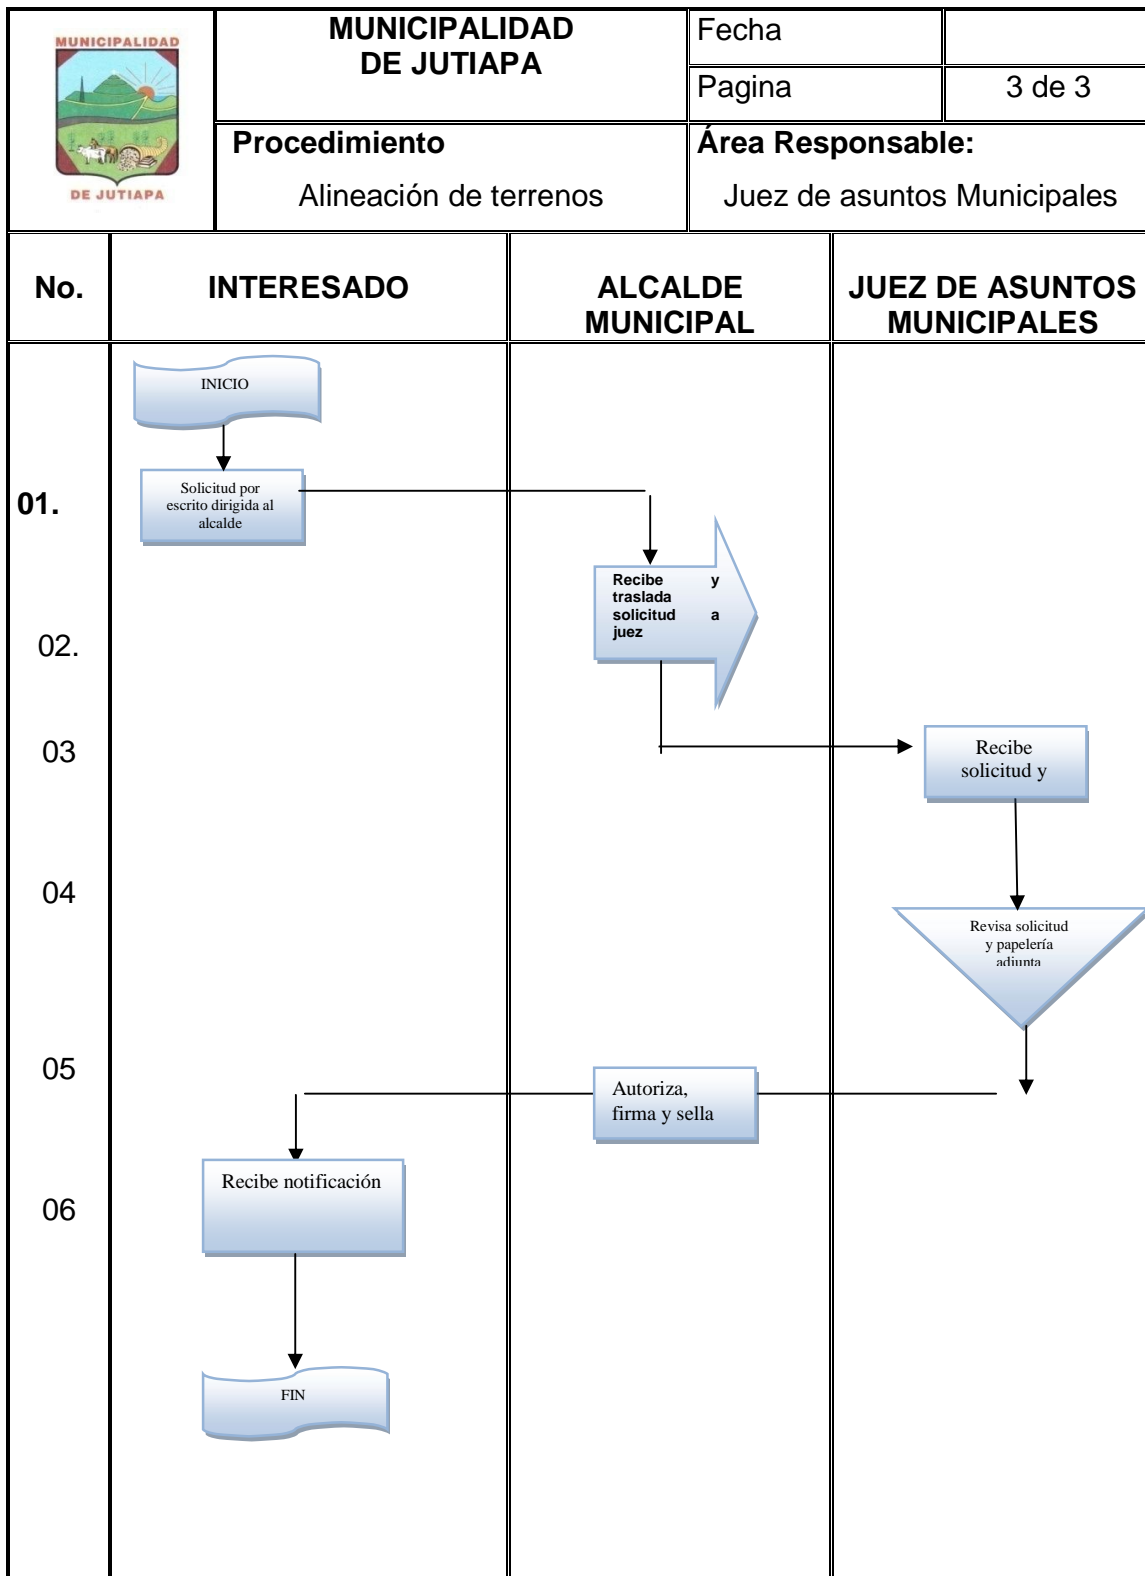 MUNICIPALIDAD
DE JUTIAPA
MUNICIPALIDAD
DE JUTIAPA
Fecha
Pagina 3 de 3
Procedimiento
Alineación de terrenos
Área Responsable:
Juez de asuntos Municipales
No.
INTERESADO
ALCALDE
MUNICIPAL
JUEZ DE ASUNTOS
MUNICIPALES
INICIO
01.
Solicitud por
escrito dirigida al
alcalde
02.
Recibe y
traslada
solicitud a
juez
03
Recibe
solicitud y
04
Revisa solicitud
y papelería
adjunta
05
Autoriza,
firma y sella
06
Recibe notificación
FIN